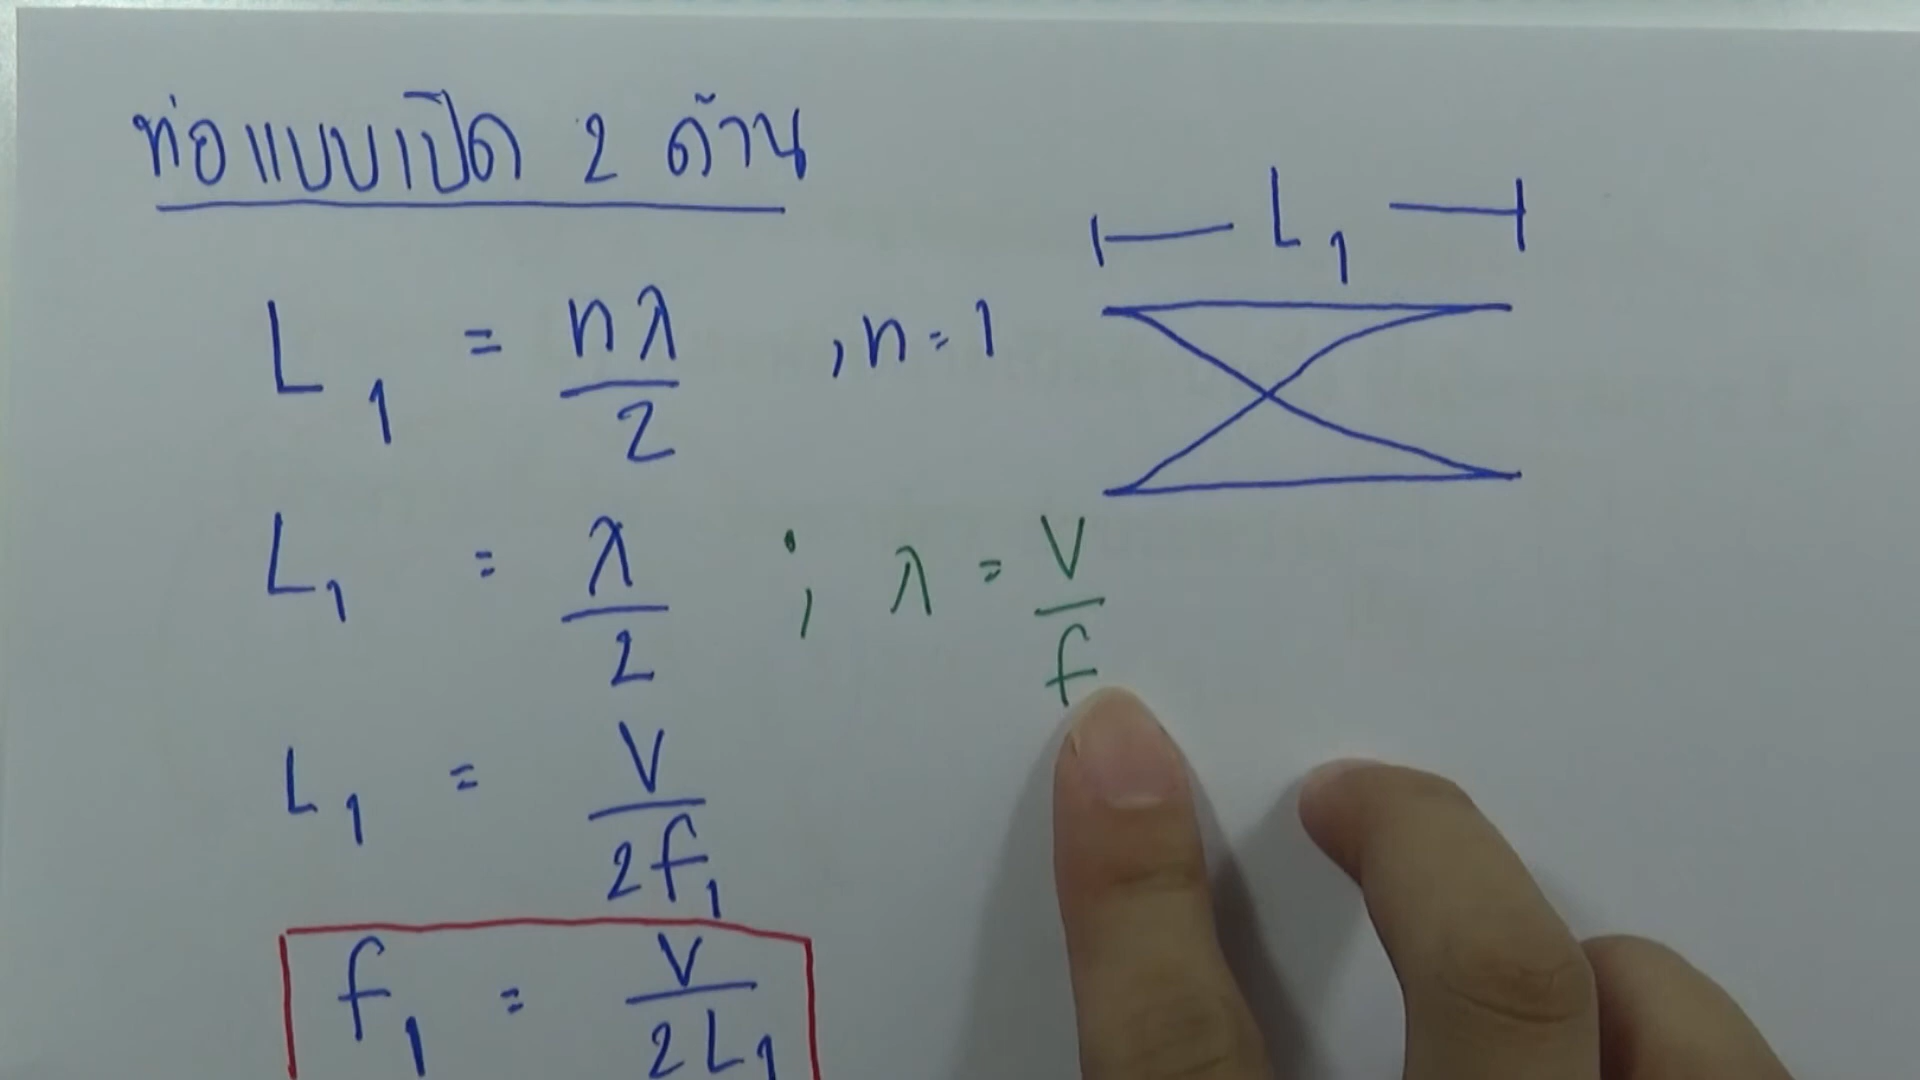 ท่อแบบเปิด 2 ด้าน
L₁
L₁ = nλ/2 , n = 1
L₁ = λ/2 ; λ = V/f
L₁ = V/2f₁
f₁ = V/2L₁